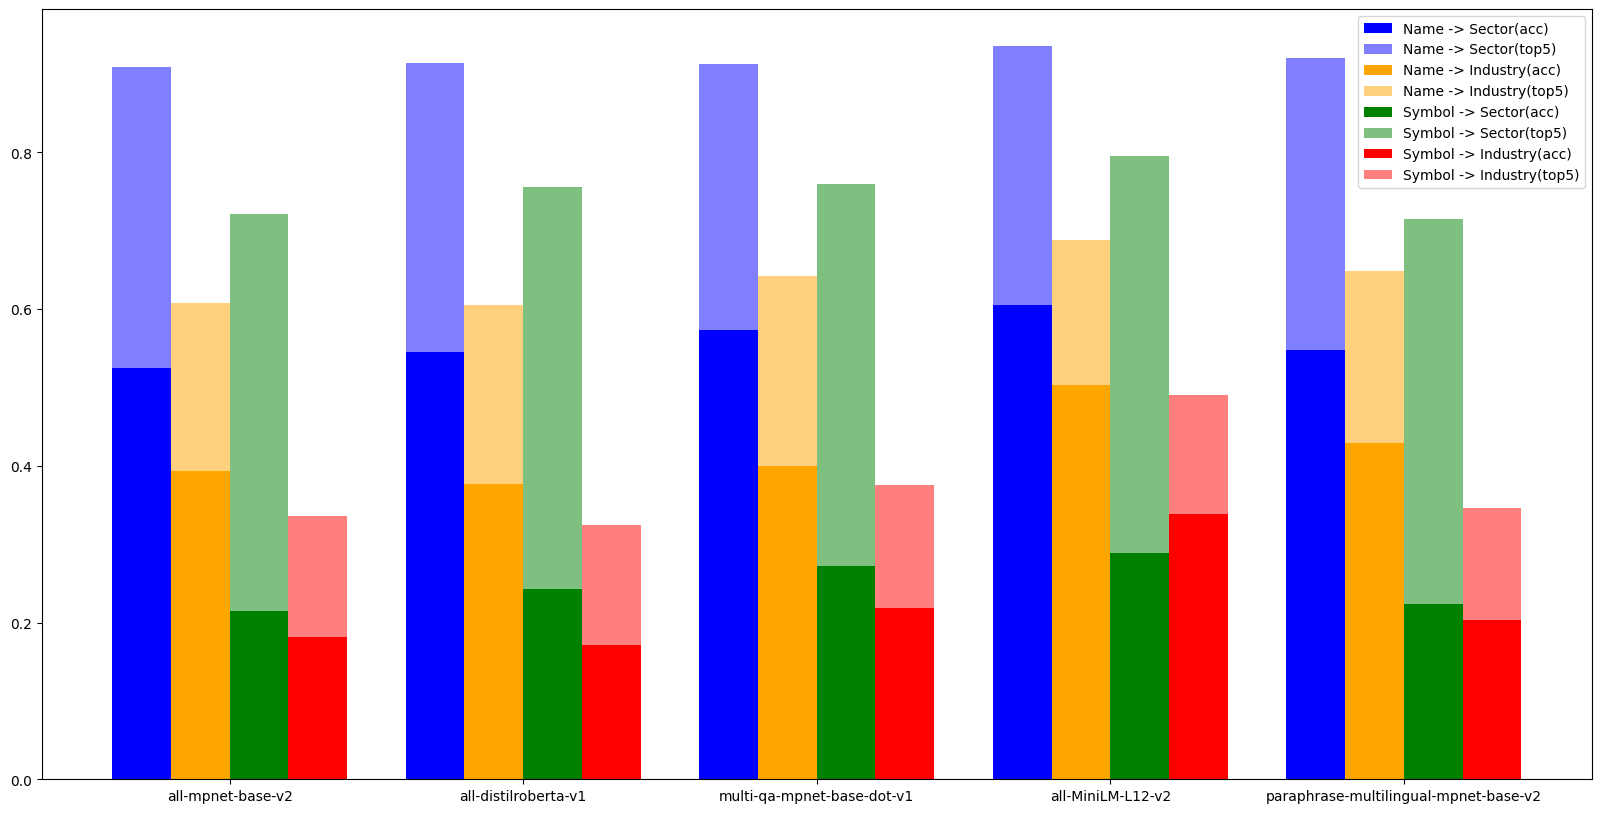 Name -> Sector(acc)
Name -> Sector(top5)
Name -> Industry(acc)
Name -> Industry(top5)
Symbol -> Sector(acc)
Symbol -> Sector(top5)
Symbol -> Industry(acc)
Symbol -> Industry(top5)
0.8
0.6
0.4
0.2
0.0
all-mpnet-base-v2
all-distilroberta-v1
multi-qa-mpnet-base-dot-v1
all-MiniLM-L12-v2
paraphrase-multilingual-mpnet-base-v2